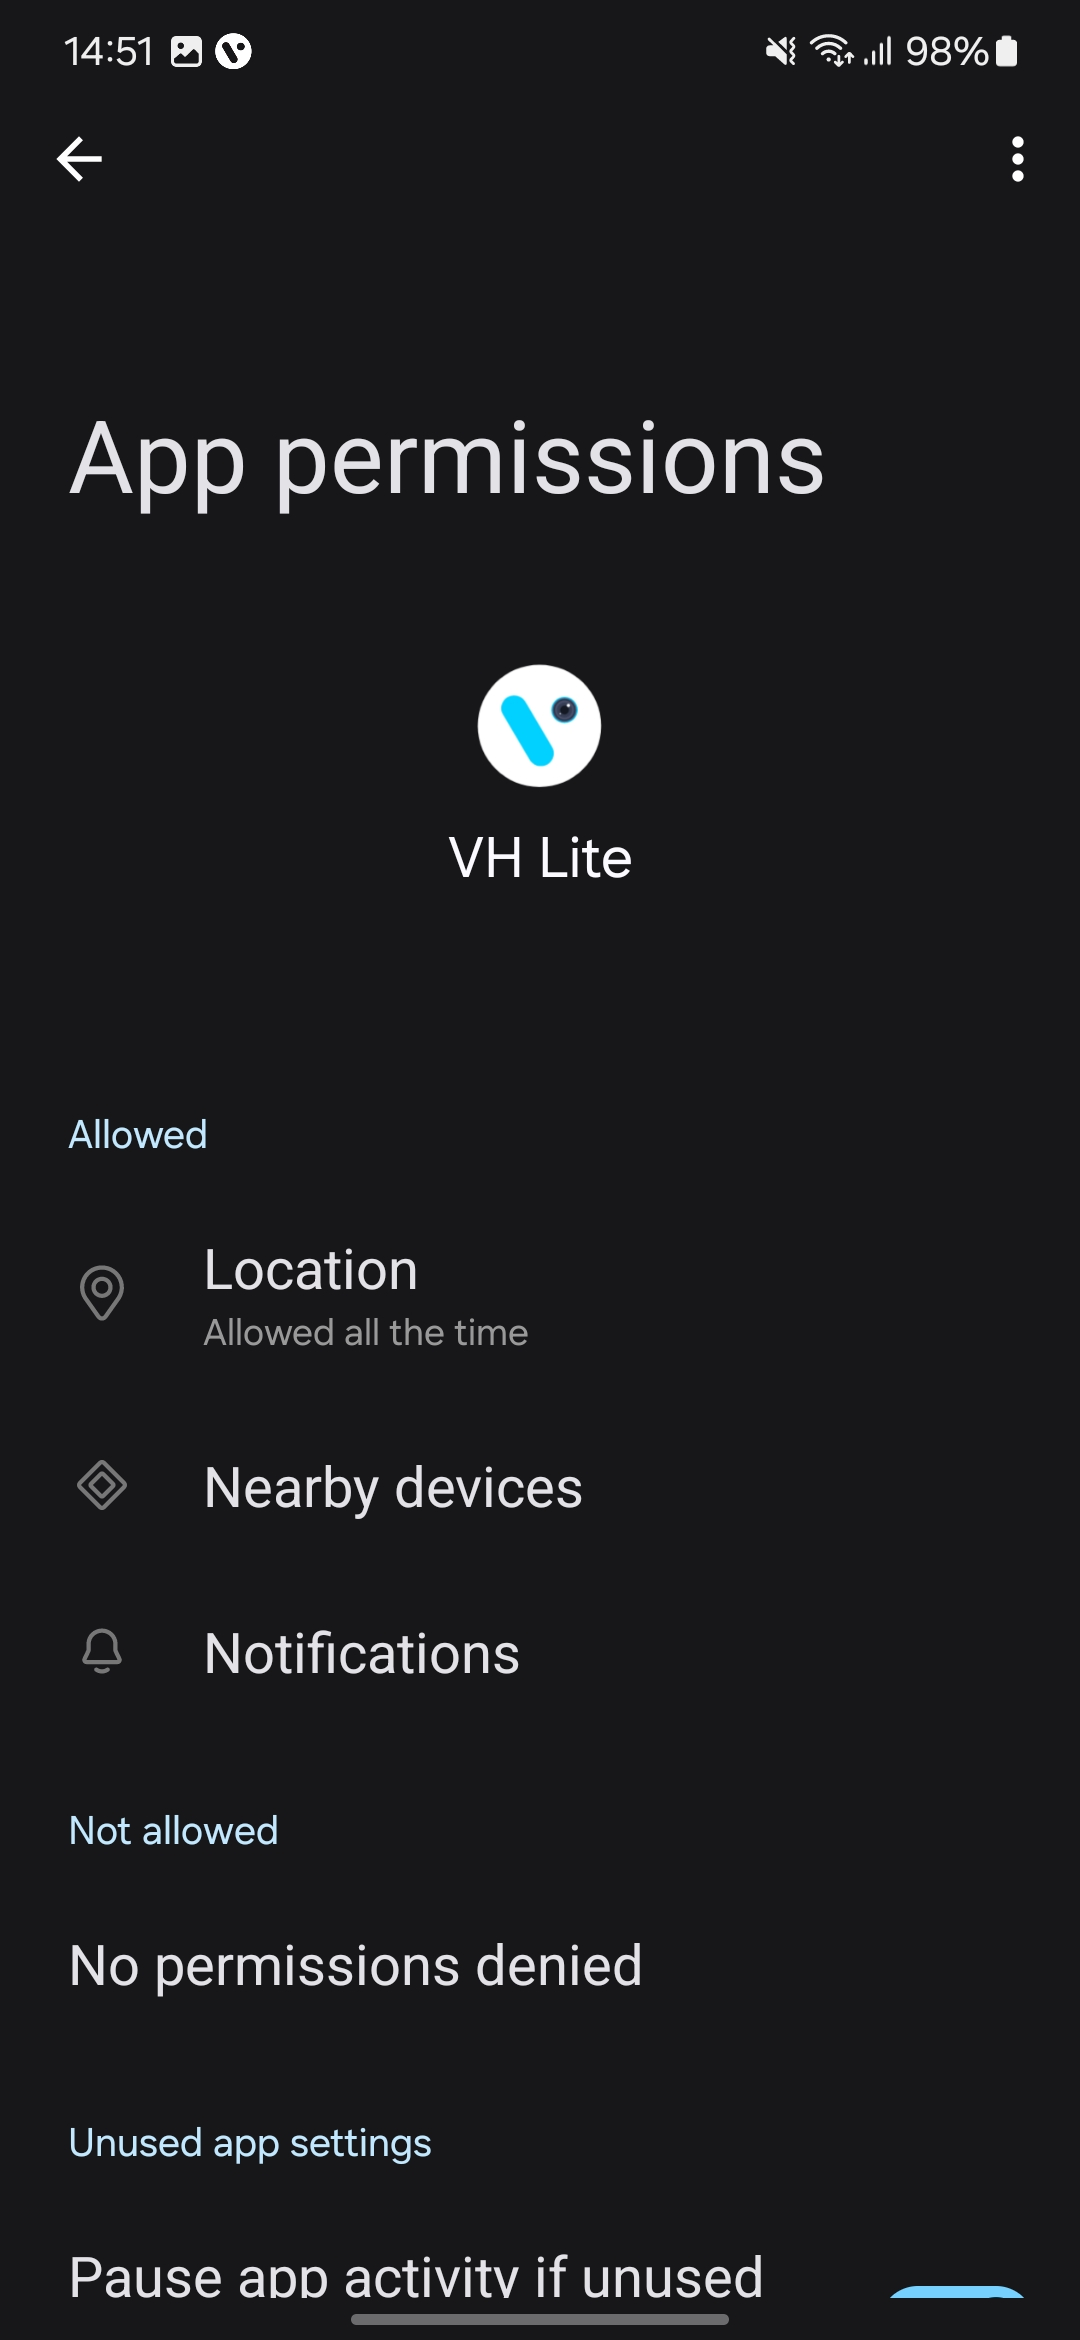 14:51 98%
App permissions
VH Lite
Allowed
Location
Allowed all the time
Nearby devices
Notifications
Not allowed
No permissions denied
Unused app settings
Pause app activity if unused